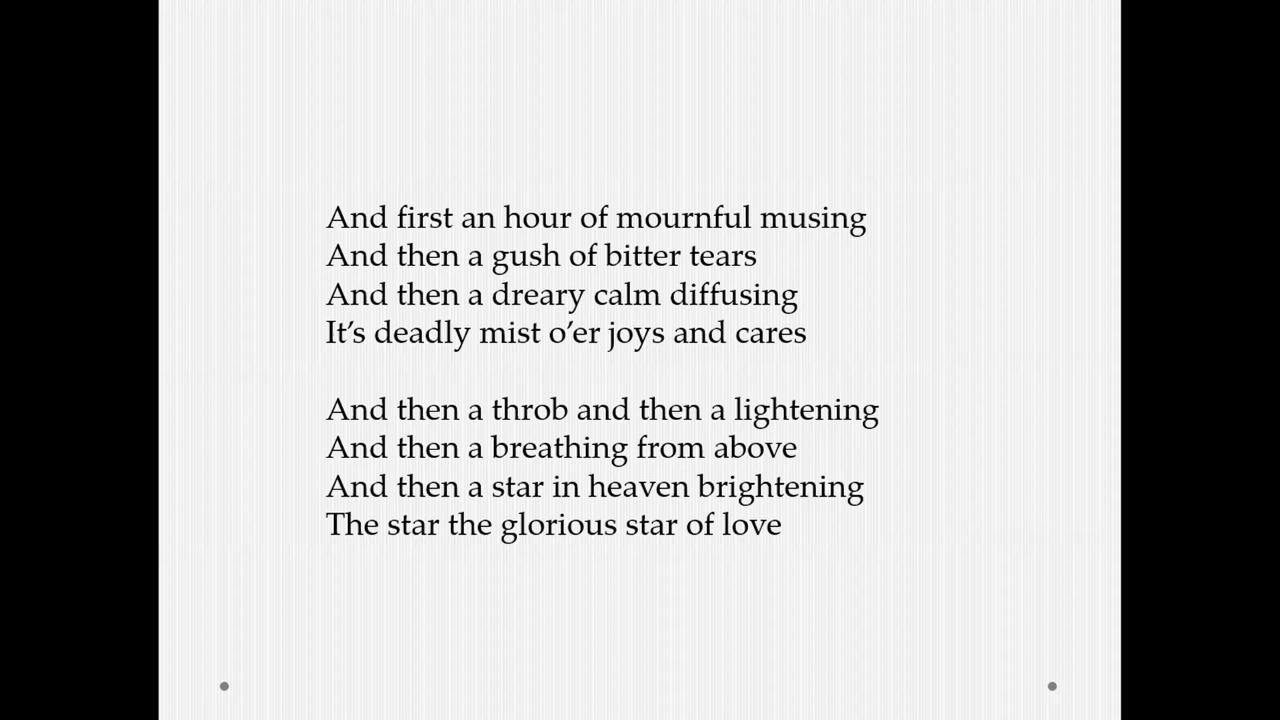 And first an hour of mournful musing
And then a gush of bitter tears
And then a dreary calm diffusing
It’s deadly mist o’er joys and cares
And then a throb and then a lightening
And then a breathing from above
And then a star in heaven brightening
The star the glorious star of love